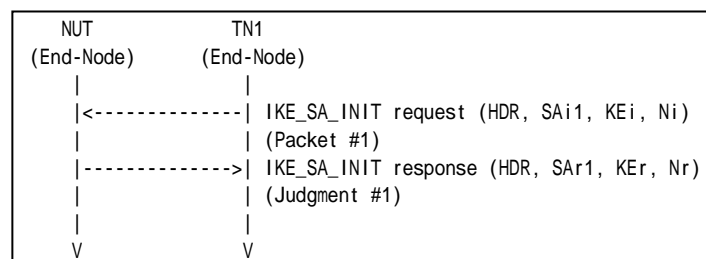 NUT TN1
(End-Node) (End-Node)
| |
|<--------------| IKE_SA_INIT request (HDR, SAi1, KEi, Ni)
| | (Packet #1)
|-------------->| IKE_SA_INIT response (HDR, SAr1, KEr, Nr)
| | (Judgment #1)
| |
V V